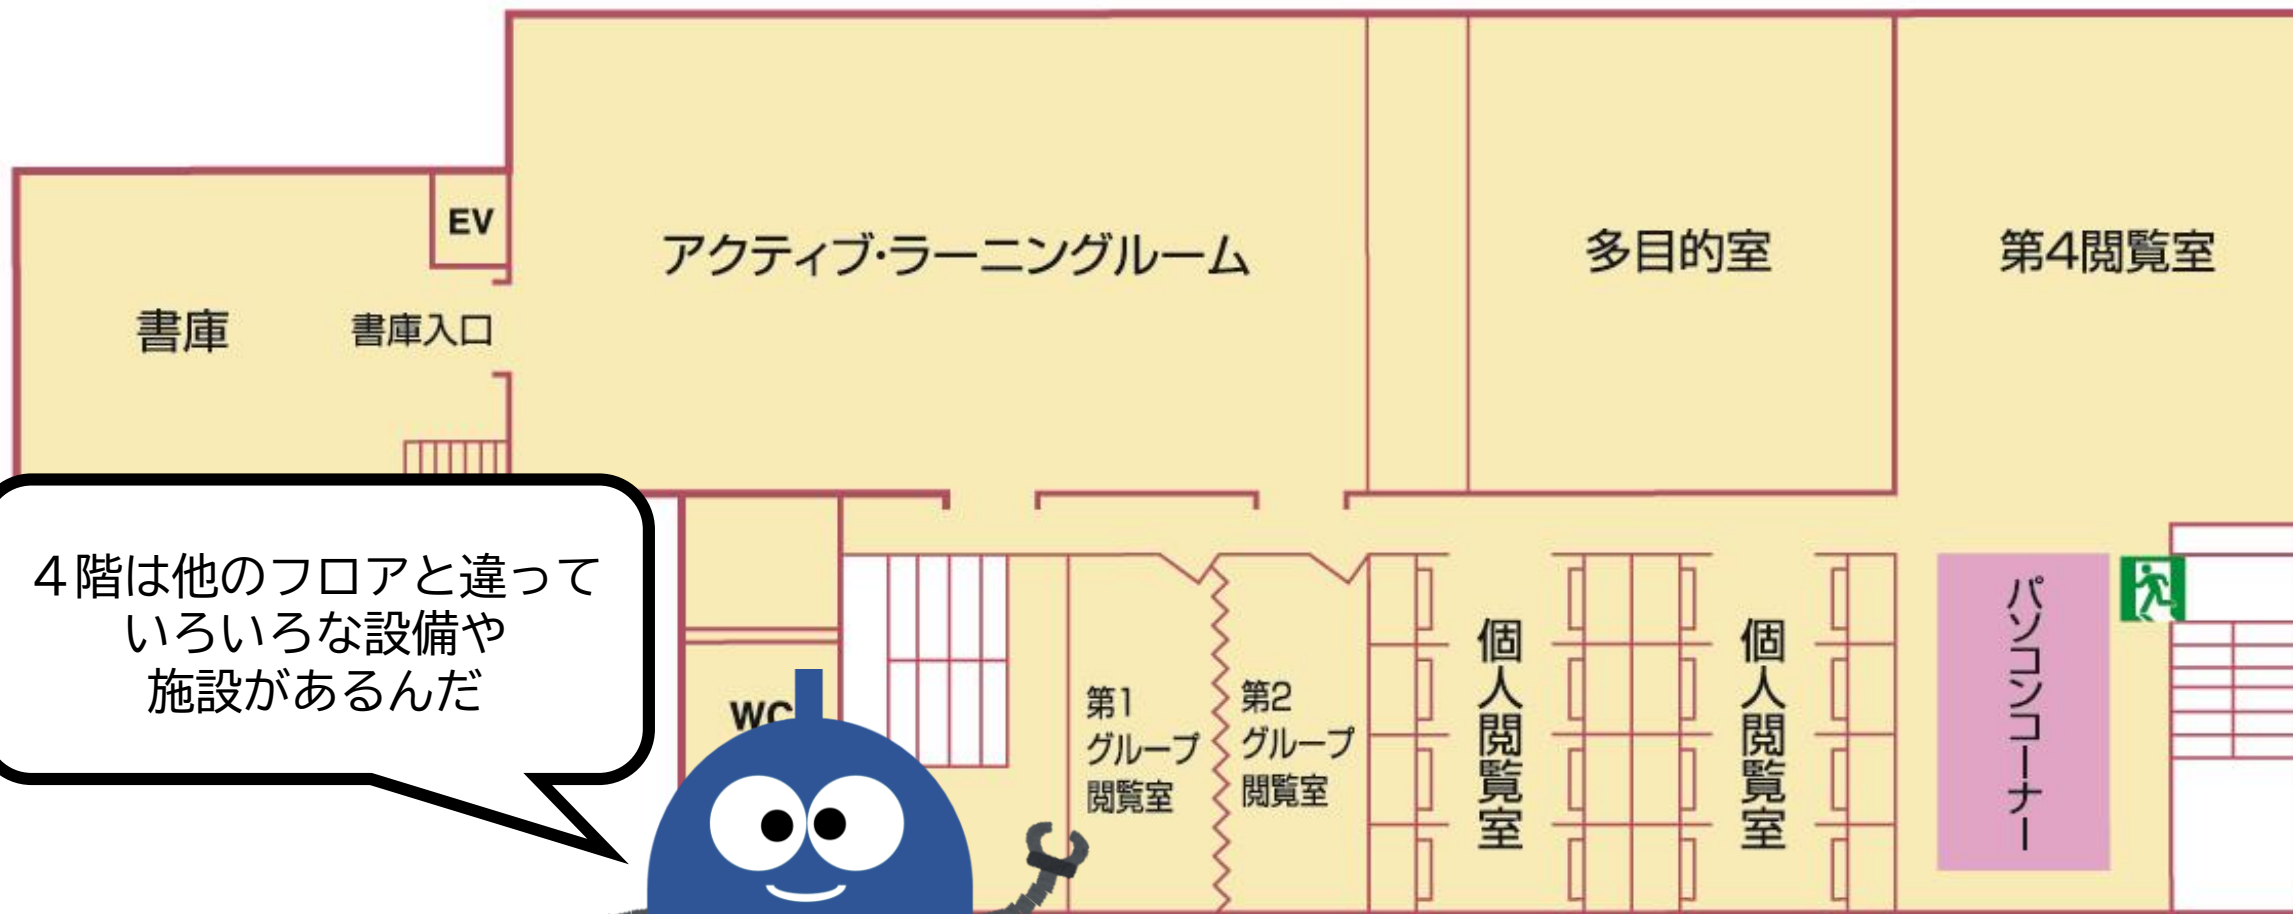 EV
アクティブ・ラーニングルーム
多目的室
第4閲覧室
書庫
書庫入口
4階は他のフロアと違って
いろいろな設備や
施設があるんだ
WC
第1
グループ
閲覧室
第2
グループ
閲覧室
個人閲覧室
個人閲覧室
パソコンコーナー